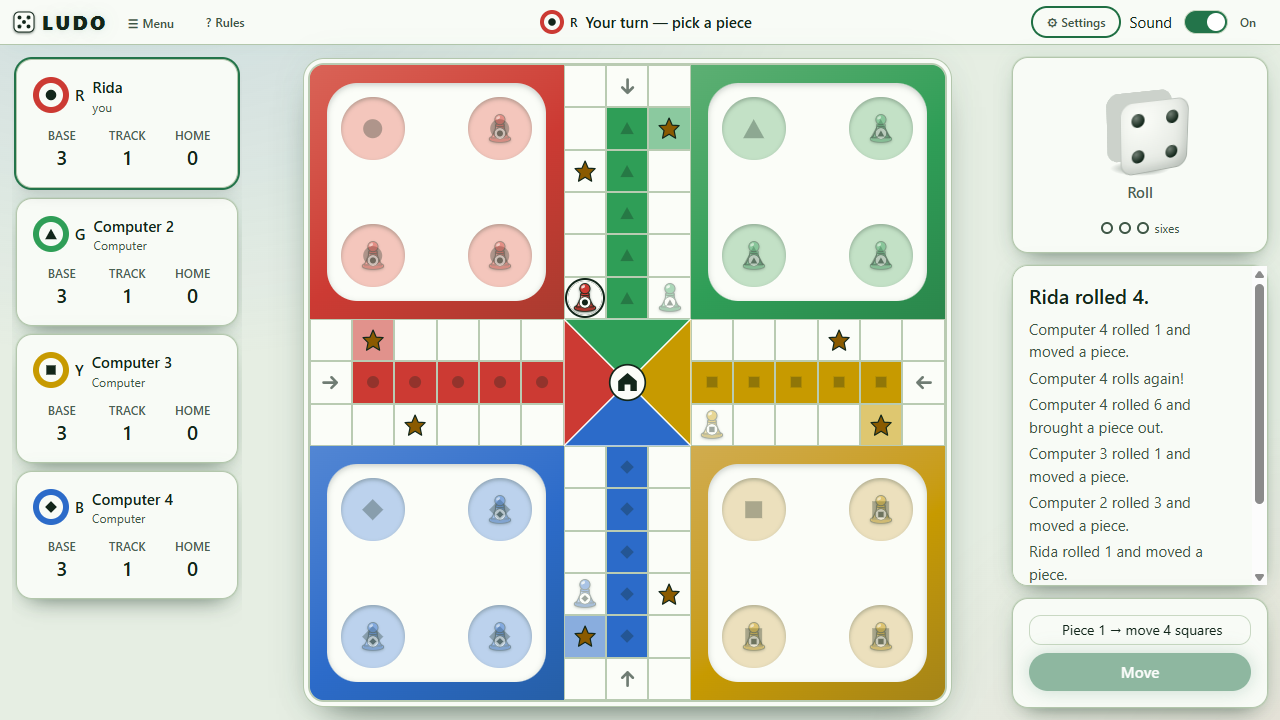 LUDO
☰ Menu
? Rules
R Your turn — pick a piece
⚙ Settings
Sound
On
R Rida
you
BASE TRACK HOME
3 1 0
G Computer 2
Computer
BASE TRACK HOME
3 1 0
Y Computer 3
Computer
BASE TRACK HOME
3 1 0
B Computer 4
Computer
BASE TRACK HOME
3 1 0
Roll
sixes
Rida rolled 4.
Computer 4 rolled 1 and
moved a piece.
Computer 4 rolls again!
Computer 4 rolled 6 and
brought a piece out.
Computer 3 rolled 1 and
moved a piece.
Computer 2 rolled 3 and
moved a piece.
Rida rolled 1 and moved a
piece.
Piece 1 → move 4 squares
Move